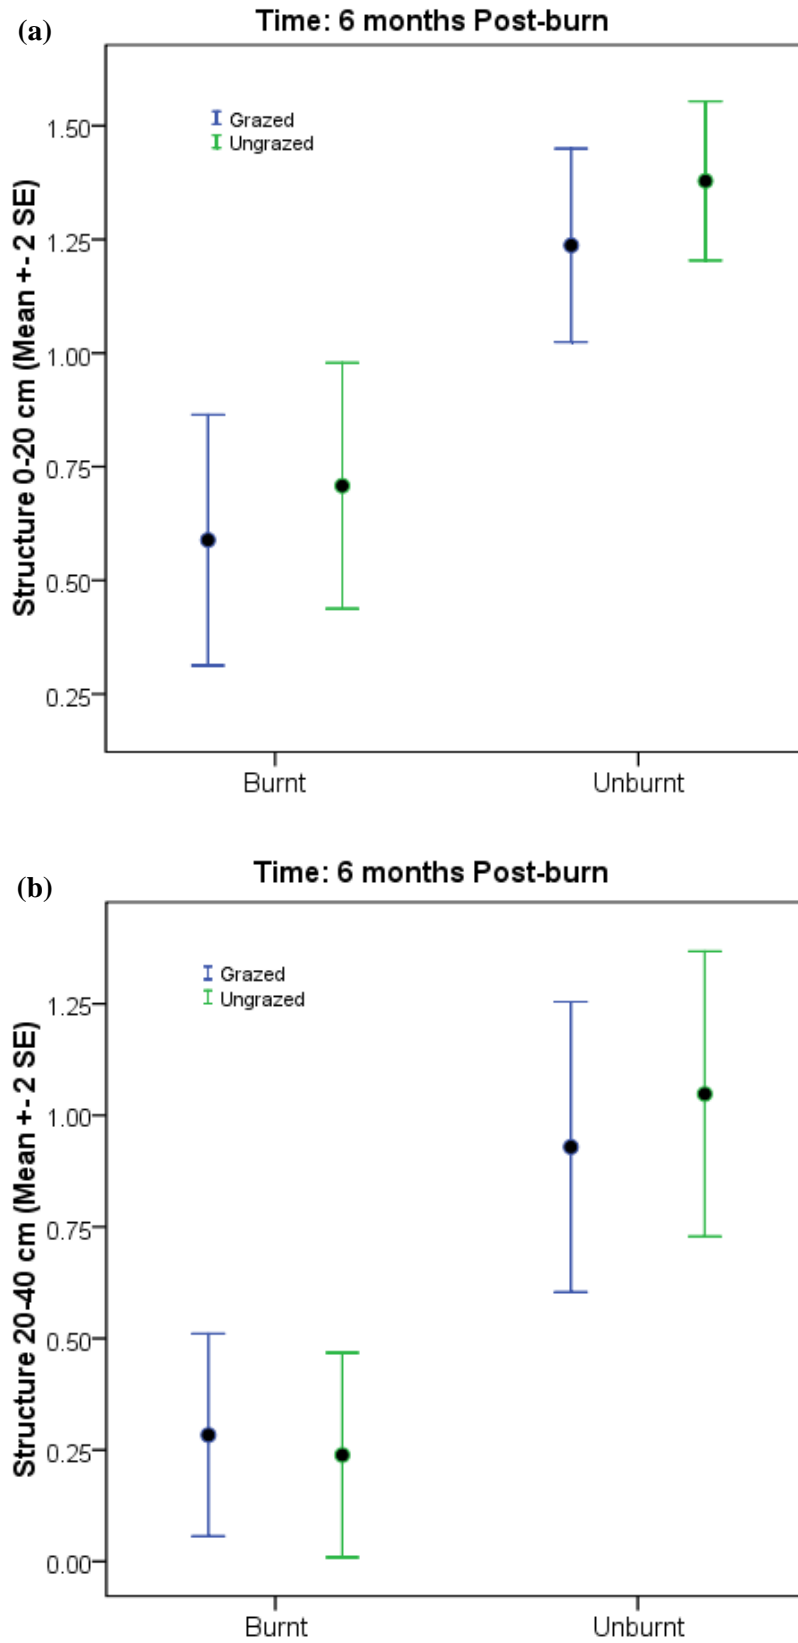 (a)
Time: 6 months Post-burn
Structure 0-20 cm (Mean +- 2 SE)
Grazed
Ungrazed
1.50
1.25
1.00
0.75
0.50
0.25
Burnt Unburnt
(b)
Time: 6 months Post-burn
Structure 20-40 cm (Mean +- 2 SE)
Grazed
Ungrazed
1.25
1.00
0.75
0.50
0.25
0.00
Burnt Unburnt